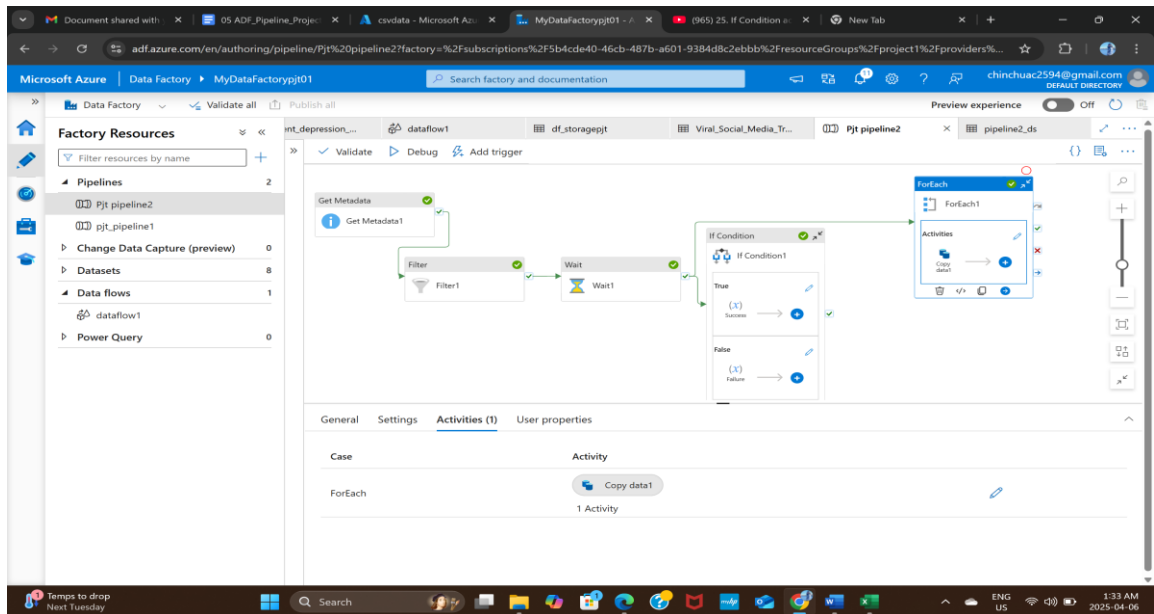 Document shared with
05 ADF_Pipeline_Projec
csvdata - Microsoft Azu
MyDataFactorypjt01 - A
(965) 25. If Condition ac
New Tab
adf.azure.com/en/authoring/pipeline/Pjt%20pipeline2?factory=%2Fsubscriptions%2F5b4cde40-46cb-487b-a601-9384d8c2ebbb%2FresourceGroups%2Fproject1%2Fproviders%...
Microsoft Azure
Data Factory
MyDataFactorypjt01
Search factory and documentation
1
chinchuac2594@gmail.com
DEFAULT DIRECTORY
Data Factory
Validate all
Publish all
Preview experience
Off
Factory Resources
nt_depression_...
dataflow1
df_storagepjt
Viral_Social_Media_Tr...
Pjt pipeline2
pipeline2_ds
Filter resources by name
Validate
Debug
Add trigger
Pipelines
2
Pjt pipeline2
pjt_pipeline1
Change Data Capture (preview)
0
Datasets
8
Data flows
1
dataflow1
Power Query
0
Get Metadata
Get Metadata1
Filter
Filter1
Wait
Wait1
If Condition
If Condition1
True
(x)
Success
False
(x)
Failure
ForEach
ForEach1
Activities
Copy
data1
General
Settings
Activities (1)
User properties
Case
Activity
ForEach
Copy data1
1 Activity
Temps to drop
Next Tuesday
Search
ENG
US
1:33 AM
2025-04-06